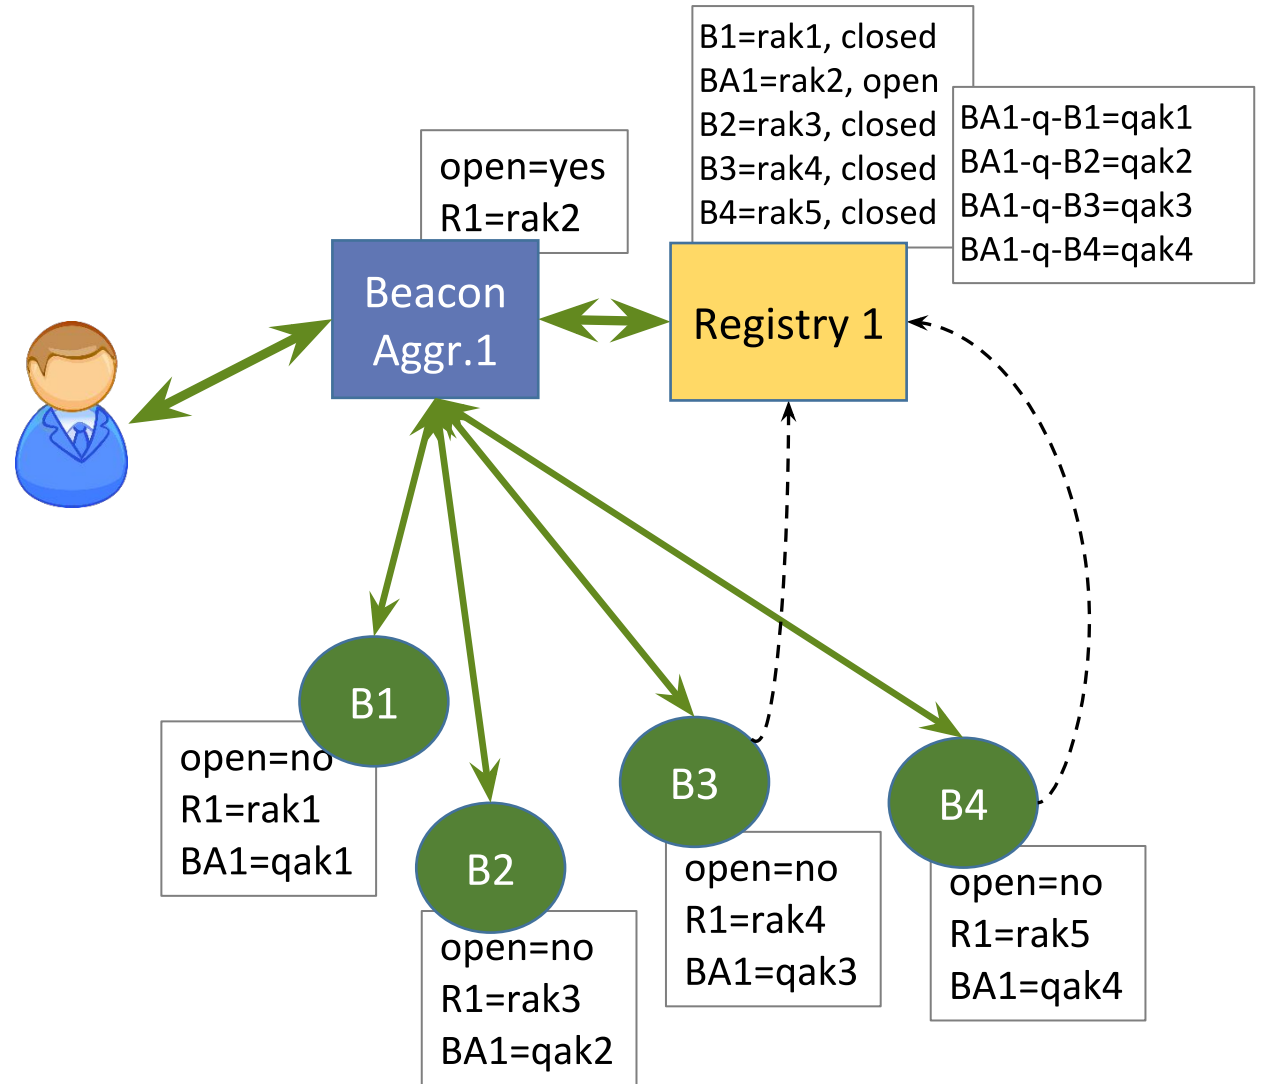 B1=rak1, closed
BA1=rak2, open
B2=rak3, closed
B3=rak4, closed
B4=rak5, closed
BA1-q-B1=qak1
BA1-q-B2=qak2
BA1-q-B3=qak3
BA1-q-B4=qak4
open=yes
R1=rak2
Beacon
Aggr.1
Registry 1
B1
open=no
R1=rak1
BA1=qak1
B2
open=no
R1=rak3
BA1=qak2
B3
open=no
R1=rak4
BA1=qak3
B4
open=no
R1=rak5
BA1=qak4